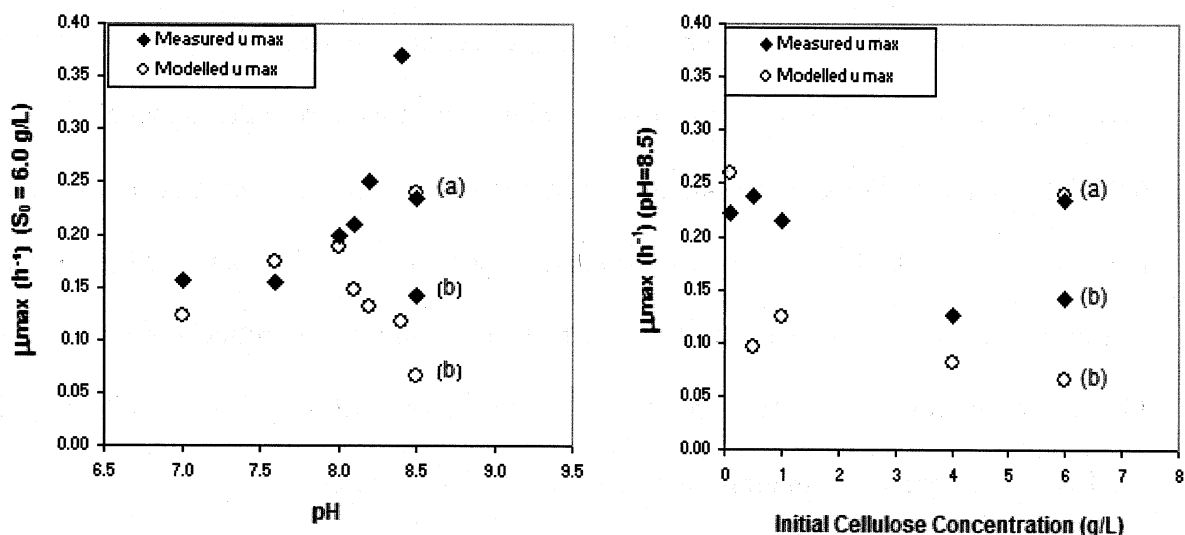 ◆ Measured u max
○ Modelled u max
μmax (h⁻¹) (S₀ = 6.0 g/L)
0.40
0.35
0.30
0.25
0.20
0.15
0.10
0.05
0.00
(a)
(b)
(b)
6.5 7.0 7.5 8.0 8.5 9.0 9.5
pH
◆ Measured u max
○ Modelled u max
μmax (h⁻¹) (pH=8.5)
0.40
0.35
0.30
0.25
0.20
0.15
0.10
0.05
0.00
(a)
(b)
(b)
0 1 2 3 4 5 6 7 8
Initial Cellulose Concentration (g/L)